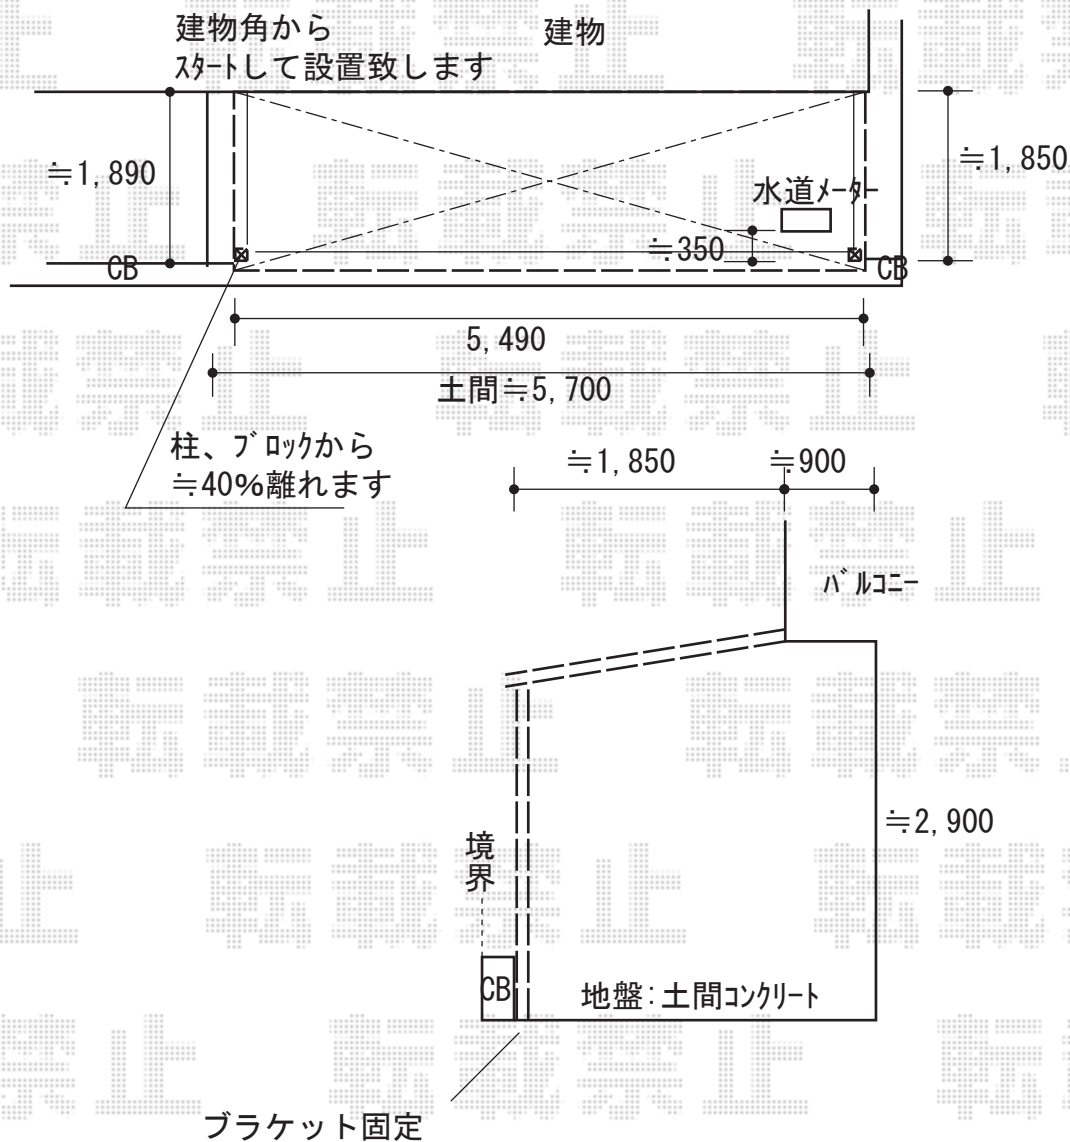 建物角から
スタートして設置致します
建物
≒1,890
≒1,850
水道メーター
≒350
CB
CB
5,490
土間≒5,700
柱、ブロックから
≒40%離れます
≒1,850
≒900
バルコニー
≒2,900
境界
CB
地盤:土間コンクリート
ブラケット固定
転載禁止